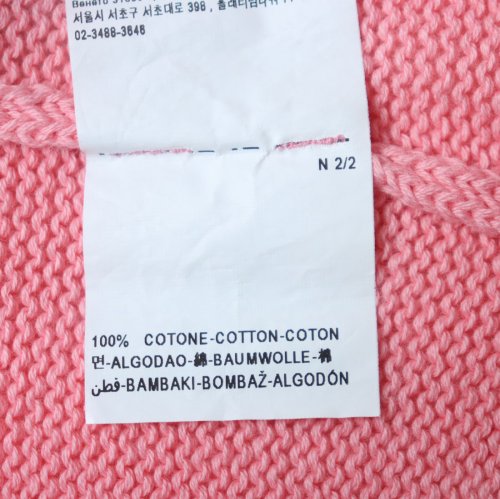 서울시 서초구 서초대로 398 ,
02-3488-3646
N 2/2
100% COTONE-COTTON-COTON
면-ALGODAO-綿-BAUMWOLLE-棉
قطن-BAMBAKI-BOMBAŽ-ALGODÓN